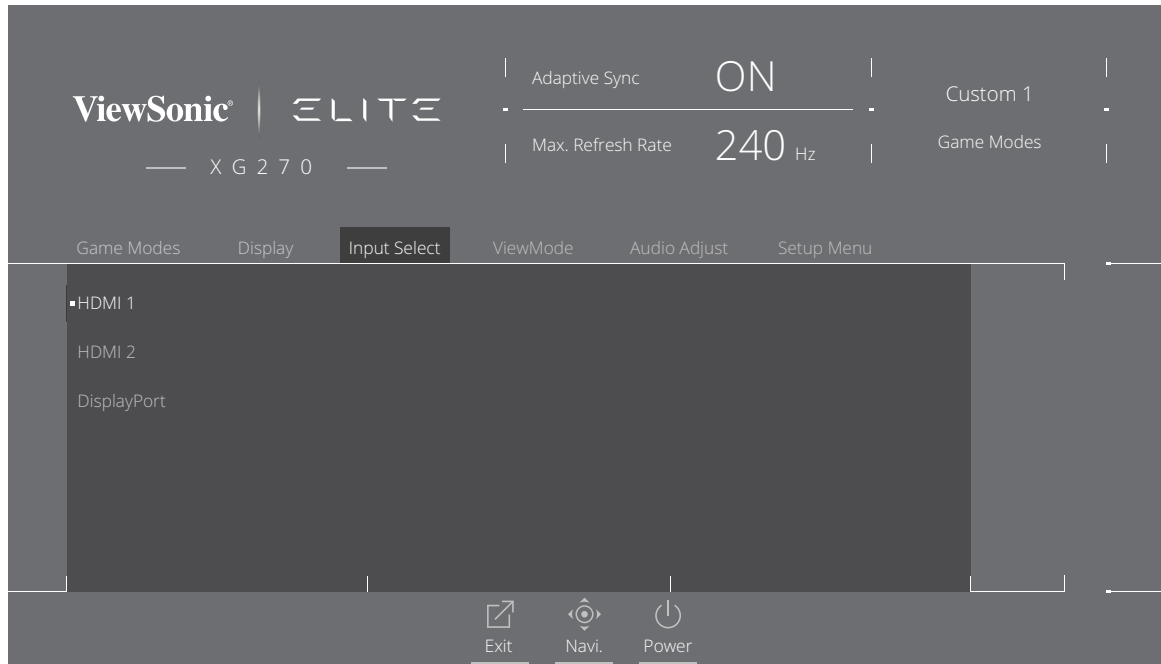 ViewSonic® ELITE
XG270
Adaptive Sync ON
Max. Refresh Rate 240 Hz
Custom 1
Game Modes
Game Modes Display Input Select ViewMode Audio Adjust Setup Menu
HDMI 1
HDMI 2
DisplayPort
Exit Navi. Power